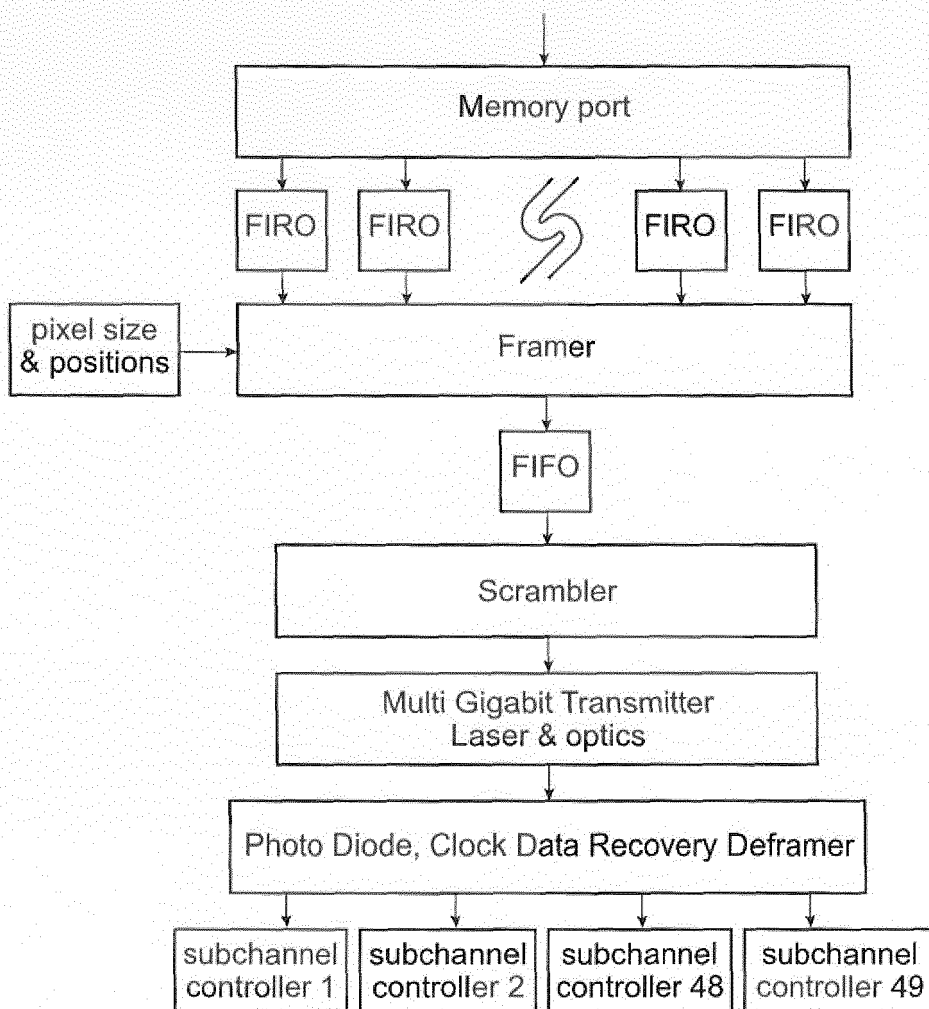 Memory port
FIRO
FIRO
FIRO
FIRO
pixel size
& positions
Framer
FIFO
Scrambler
Multi Gigabit Transmitter
Laser & optics
Photo Diode, Clock Data Recovery Deframer
subchannel
controller 1
subchannel
controller 2
subchannel
controller 48
subchannel
controller 49